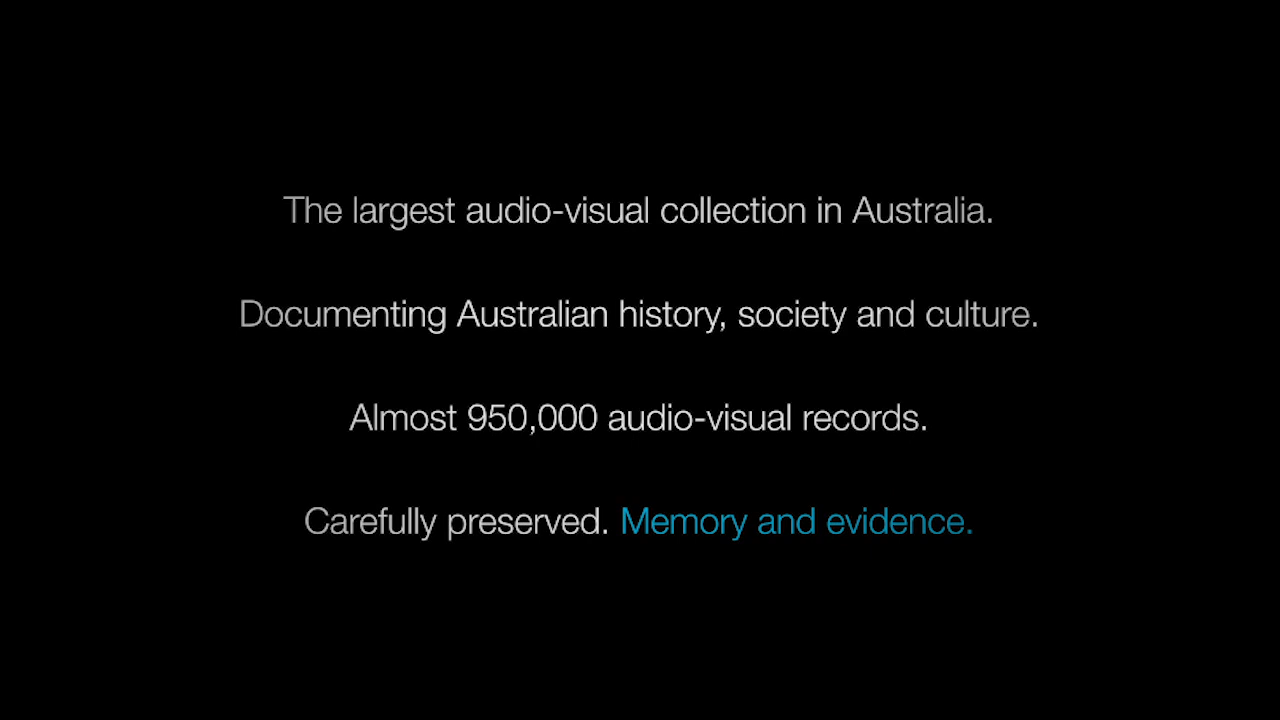 The largest audio-visual collection in Australia.
Documenting Australian history, society and culture.
Almost 950,000 audio-visual records.
Carefully preserved. Memory and evidence.